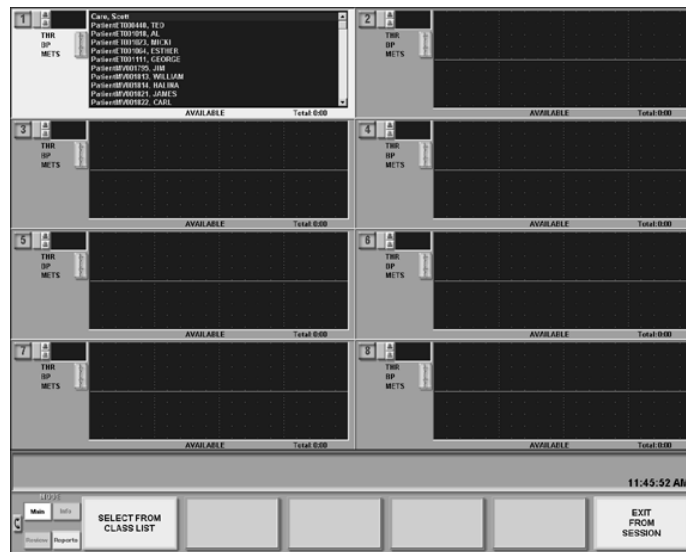 1
Care, Scott
PatientET000440, TED
PatientET001018, AL
PatientET001023, MICKI
PatientET001064, ESTHER
PatientET001111, GEORGE
PatientMV001795, JIM
PatientMV001813, WILLIAM
PatientMV001814, HALINA
PatientMV001821, JAMES
PatientMV001822, CARL
THR
BP
METS
AVAILABLE Total: 0:00
2
THR
BP
METS
AVAILABLE Total: 0:00
3
THR
BP
METS
AVAILABLE Total: 0:00
4
THR
BP
METS
AVAILABLE Total: 0:00
5
THR
BP
METS
AVAILABLE Total: 0:00
6
THR
BP
METS
AVAILABLE Total: 0:00
7
THR
BP
METS
AVAILABLE Total: 0:00
8
THR
BP
METS
AVAILABLE Total: 0:00
11:45:52 AM
MODE
Main Info
Review Reports
SELECT FROM
CLASS LIST
EXIT
FROM
SESSION